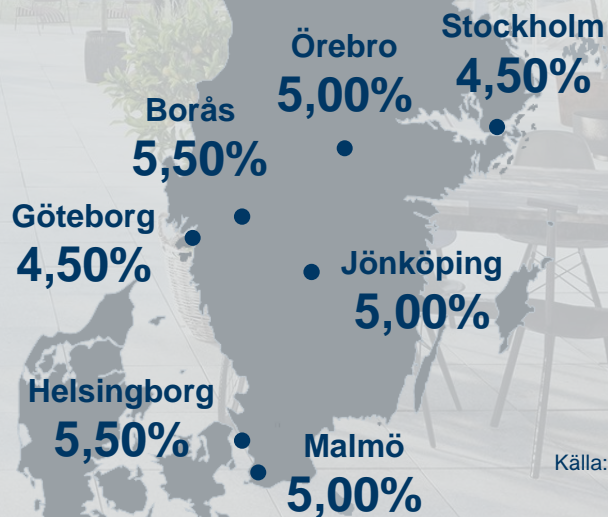 Stockholm
4,50%
Örebro
5,00%
Borås
5,50%
Göteborg
4,50%
Jönköping
5,00%
Helsingborg
5,50%
Malmö
5,00%
Källa: